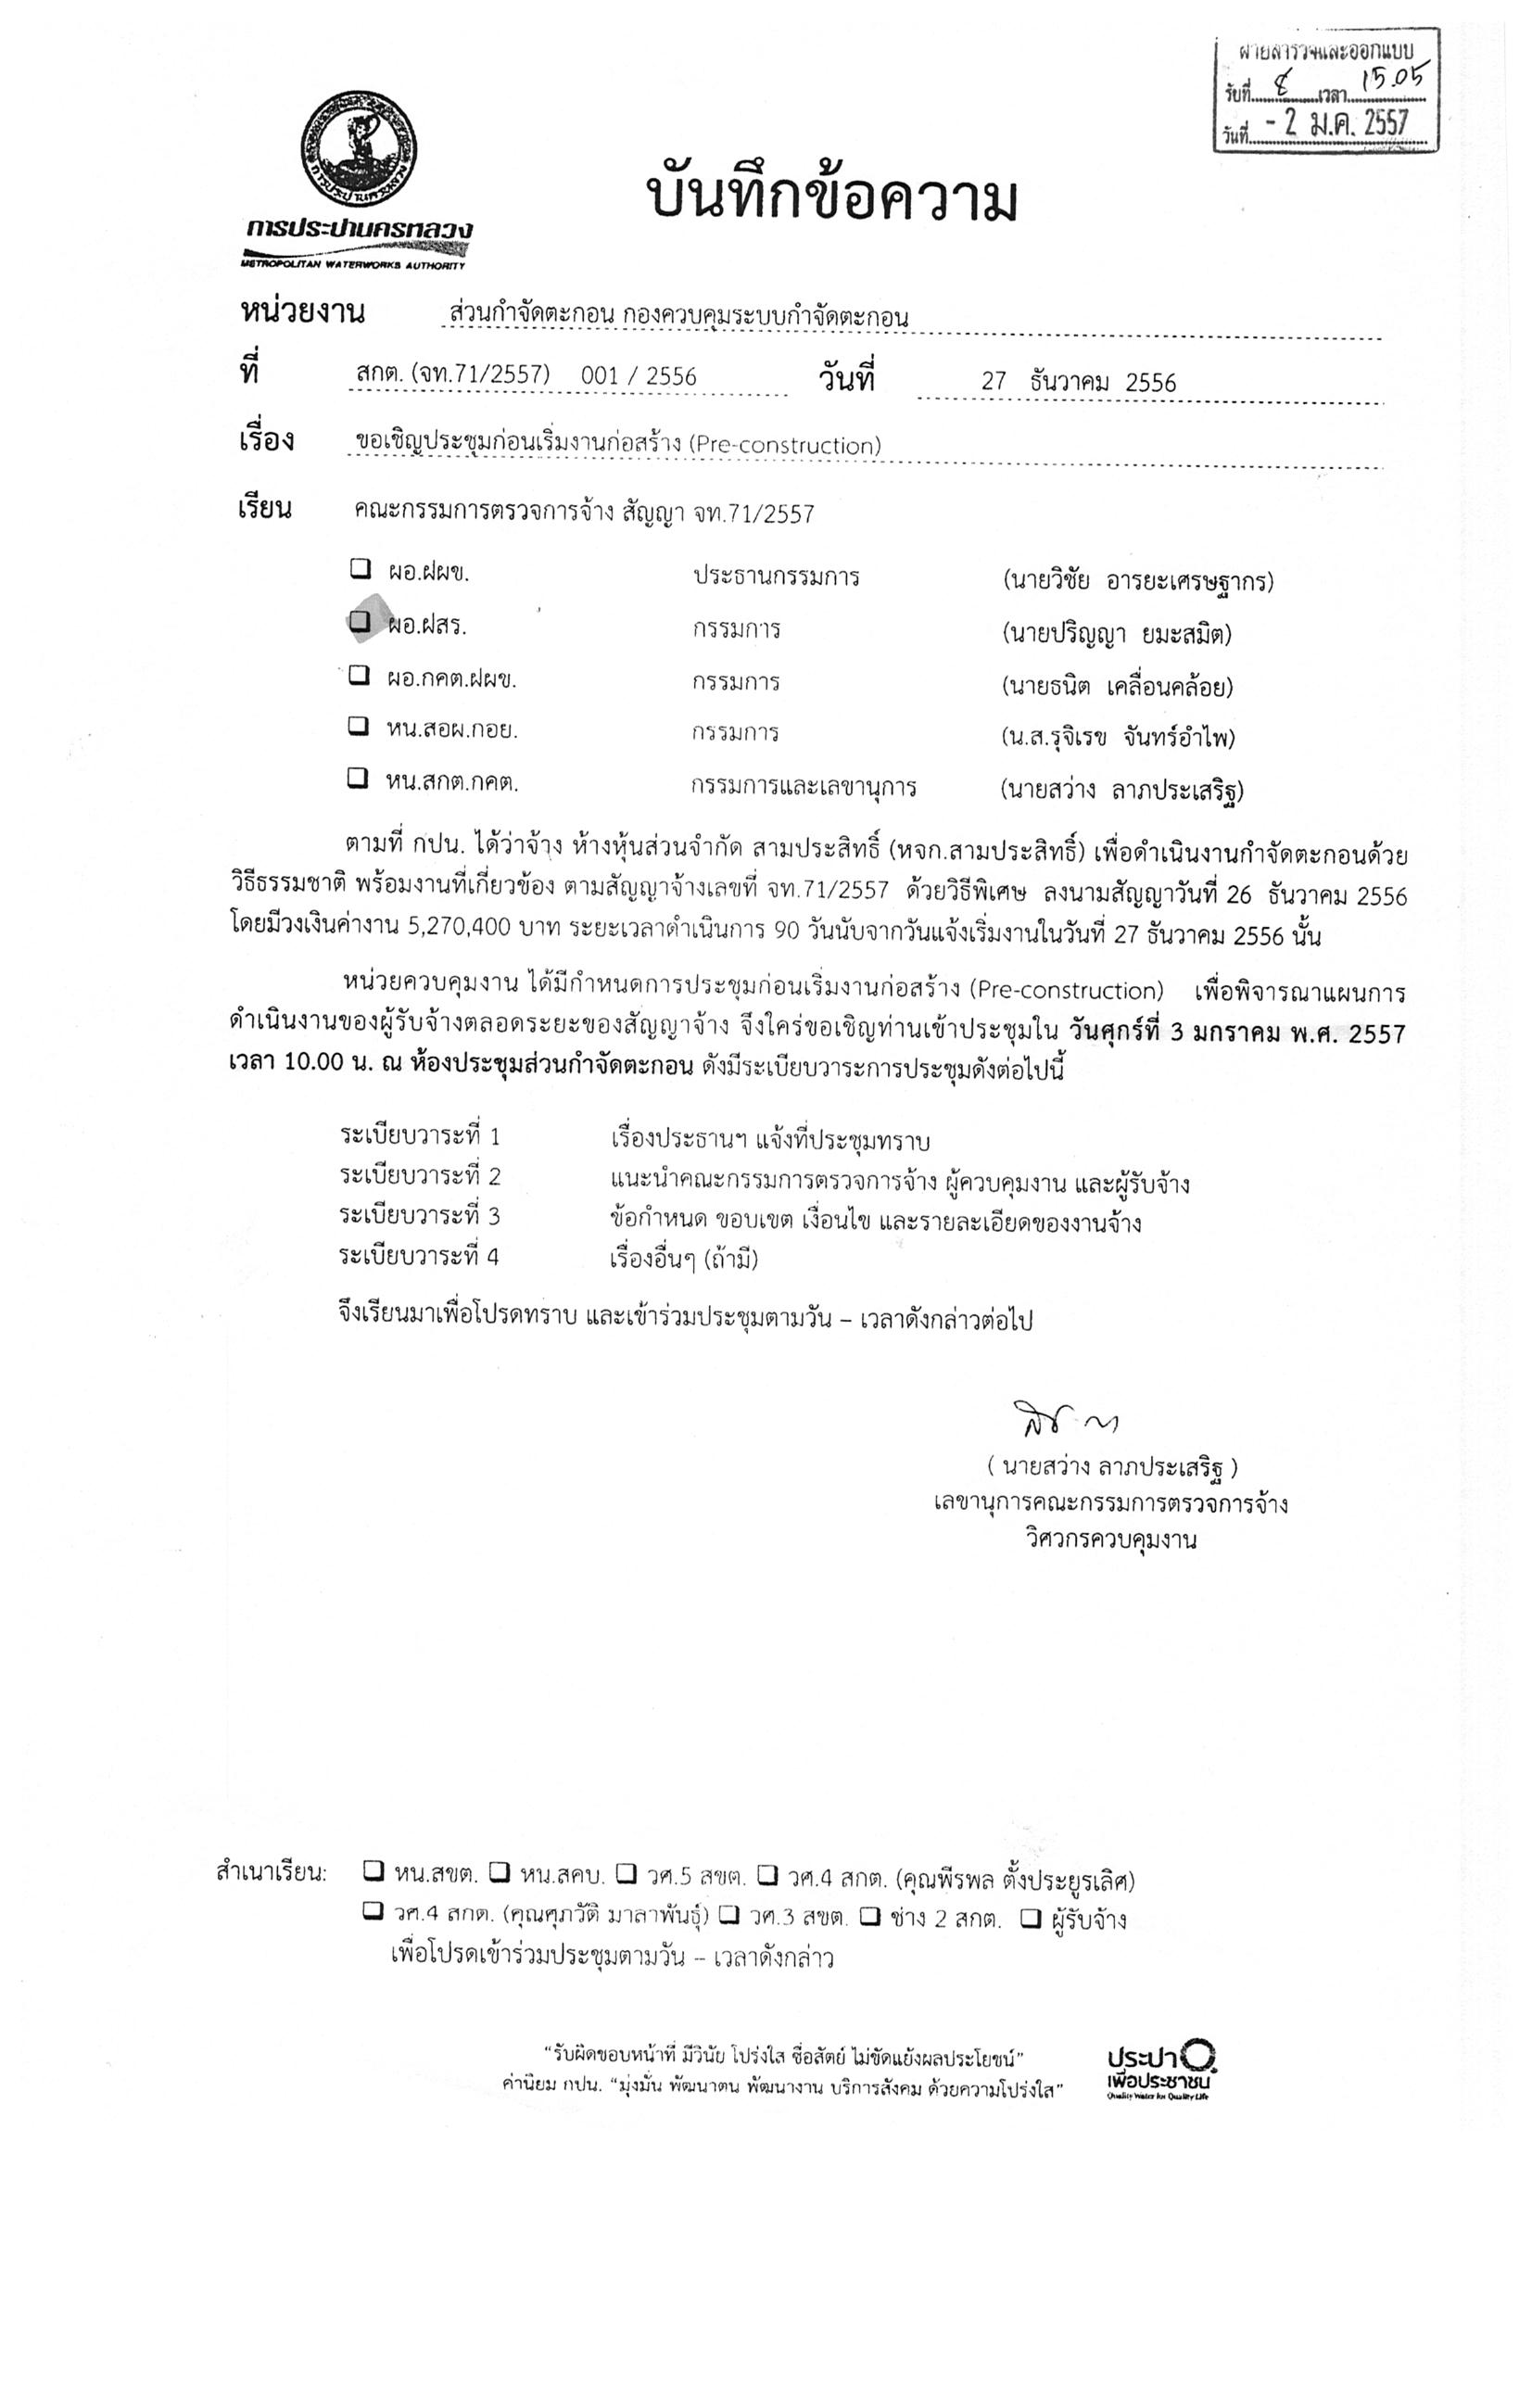 ฝ่ายสำรวจและออกแบบ
รับที่ 8 เวลา 15.05
วันที่ - 2 ม.ค. 2557
การประปานครหลวง
การประปานครหลวง
METROPOLITAN WATERWORKS AUTHORITY
บันทึกข้อความ
หน่วยงาน ส่วนกำจัดตะกอน กองควบคุมระบบกำจัดตะกอน
ที่ สกต. (จท.71/2557) 001 / 2556 วันที่ 27 ธันวาคม 2556
เรื่อง ขอเชิญประชุมก่อนเริ่มงานก่อสร้าง (Pre-construction)
เรียน คณะกรรมการตรวจการจ้าง สัญญา จท.71/2557
❑ ผอ.ฝผข. ประธานกรรมการ (นายวิชัย อารยะเศรษฐากร)
❑ ผอ.ฝสร. กรรมการ (นายปริญญา ยมะสมิต)
❑ ผอ.กคต.ฝผข. กรรมการ (นายธนิต เคลื่อนคล้อย)
❑ หน.สอผ.กอย. กรรมการ (น.ส.รุจิเรข จันทร์อำไพ)
❑ หน.สกต.กคต. กรรมการและเลขานุการ (นายสว่าง ลาภประเสริฐ)
ตามที่ กปน. ได้ว่าจ้าง ห้างหุ้นส่วนจำกัด สามประสิทธิ์ (หจก.สามประสิทธิ์) เพื่อดำเนินงานกำจัดตะกอนด้วย
วิธีธรรมชาติ พร้อมงานที่เกี่ยวข้อง ตามสัญญาจ้างเลขที่ จท.71/2557 ด้วยวิธีพิเศษ ลงนามสัญญาวันที่ 26 ธันวาคม 2556
โดยมีวงเงินค่างาน 5,270,400 บาท ระยะเวลาดำเนินการ 90 วันนับจากวันแจ้งเริ่มงานในวันที่ 27 ธันวาคม 2556 นั้น
หน่วยควบคุมงาน ได้มีกำหนดการประชุมก่อนเริ่มงานก่อสร้าง (Pre-construction) เพื่อพิจารณาแผนการ
ดำเนินงานของผู้รับจ้างตลอดระยะของสัญญาจ้าง จึงใคร่ขอเชิญท่านเข้าประชุมใน วันศุกร์ที่ 3 มกราคม พ.ศ. 2557
เวลา 10.00 น. ณ ห้องประชุมส่วนกำจัดตะกอน ดังมีระเบียบวาระการประชุมดังต่อไปนี้
ระเบียบวาระที่ 1 เรื่องประธานฯ แจ้งที่ประชุมทราบ
ระเบียบวาระที่ 2 แนะนำคณะกรรมการตรวจการจ้าง ผู้ควบคุมงาน และผู้รับจ้าง
ระเบียบวาระที่ 3 ข้อกำหนด ขอบเขต เงื่อนไข และรายละเอียดของงานจ้าง
ระเบียบวาระที่ 4 เรื่องอื่นๆ (ถ้ามี)
จึงเรียนมาเพื่อโปรดทราบ และเข้าร่วมประชุมตามวัน – เวลาดังกล่าวต่อไป
( นายสว่าง ลาภประเสริฐ )
เลขานุการคณะกรรมการตรวจการจ้าง
วิศวกรควบคุมงาน
สำเนาเรียน: ❑ หน.สขต. ❑ หน.สคบ. ❑ วศ.5 สขต. ❑ วศ.4 สกต. (คุณพีรพล ตั้งประยูรเลิศ)
❑ วศ.4 สกต. (คุณศุภวัติ มาลาพันธุ์) ❑ วศ.3 สขต. ❑ ช่าง 2 สกต. ❑ ผู้รับจ้าง
เพื่อโปรดเข้าร่วมประชุมตามวัน – เวลาดังกล่าว
“รับผิดชอบหน้าที่ มีวินัย โปร่งใส ซื่อสัตย์ ไม่ขัดแย้งผลประโยชน์”
ค่านิยม กปน. “มุ่งมั่น พัฒนาตน พัฒนางาน บริการสังคม ด้วยความโปร่งใส”
ประปา
เพื่อประชาชน
Quality Water for Quality Life